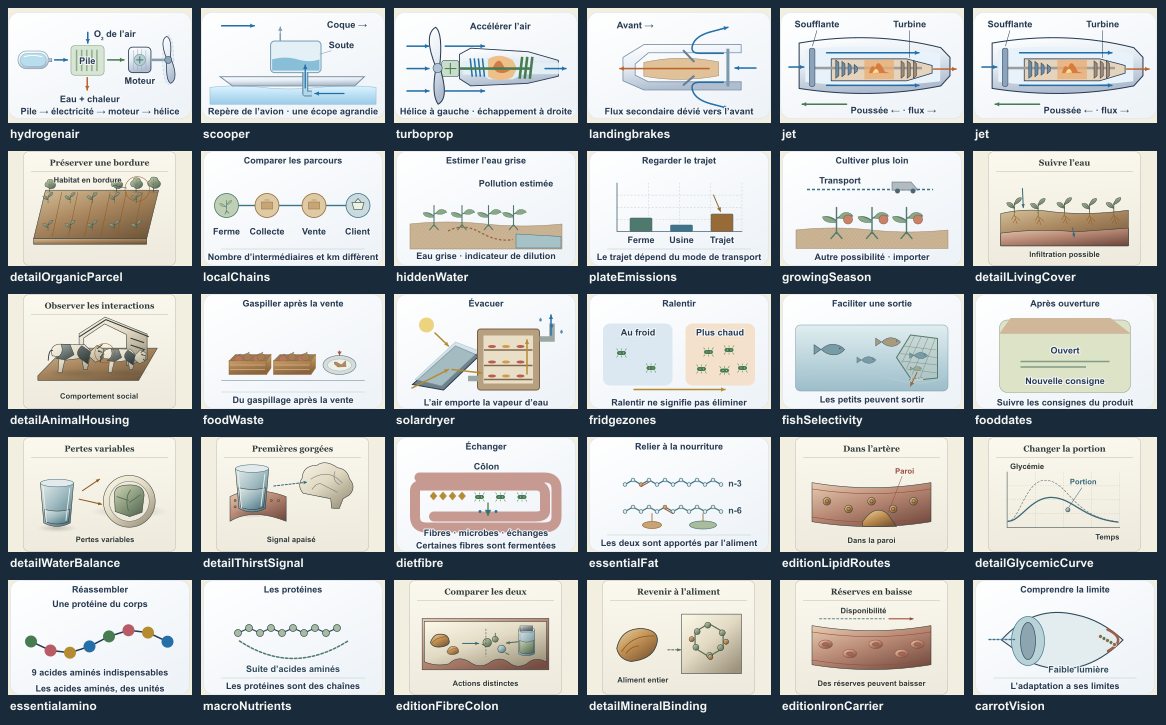 O₂ de l'air
Pile
Moteur
Eau + chaleur
Pile → électricité → moteur → hélice
hydrogenair
Coque →
Soute
Repère de l'avion · une écope agrandie
scooper
Accélérer l'air
Hélice à gauche · échappement à droite
turboprop
Avant →
Flux secondaire dévié vers l'avant
landingbrakes
Soufflante
Turbine
Poussée ← · flux →
jet
Soufflante
Turbine
Poussée ← · flux →
jet
Préserver une bordure
Habitat en bordure
detailOrganicParcel
Comparer les parcours
Ferme
Collecte
Vente
Client
Nombre d'intermédiaires et km diffèrent
localChains
Estimer l'eau grise
Pollution estimée
Eau grise · indicateur de dilution
hiddenWater
Regarder le trajet
Ferme
Usine
Trajet
Le trajet dépend du mode de transport
plateEmissions
Cultiver plus loin
Transport
Autre possibilité · importer
growingSeason
Suivre l'eau
Infiltration possible
detailLivingCover
Observer les interactions
Comportement social
detailAnimalHousing
Gaspiller après la vente
Du gaspillage après la vente
foodWaste
Évacuer
L'air emporte la vapeur d'eau
solardryer
Ralentir
Au froid
Plus chaud
Ralentir ne signifie pas éliminer
fridgezones
Faciliter une sortie
Les petits peuvent sortir
fishSelectivity
Après ouverture
Ouvert
Nouvelle consigne
Suivre les consignes du produit
fooddates
Pertes variables
Pertes variables
detailWaterBalance
Premières gorgées
Signal apaisé
detailThirstSignal
Échanger
Côlon
Fibres · microbes · échanges
Certaines fibres sont fermentées
dietfibre
Relier à la nourriture
n-3
n-6
Les deux sont apportés par l'aliment
essentialFat
Dans l'artère
Paroi
Dans la paroi
editionLipidRoutes
Changer la portion
Glycémie
Portion
Temps
detailGlycemicCurve
Réassembler
Une protéine du corps
9 acides aminés indispensables
Les acides aminés, des unités
essentialamino
Les protéines
Suite d'acides aminés
Les protéines sont des chaînes
macroNutrients
Comparer les deux
Actions distinctes
editionFibreColon
Revenir à l'aliment
Aliment entier
detailMineralBinding
Réserves en baisse
Disponibilité
Des réserves peuvent baisser
editionIronCarrier
Comprendre la limite
Faible lumière
L'adaptation a ses limites
carrotVision